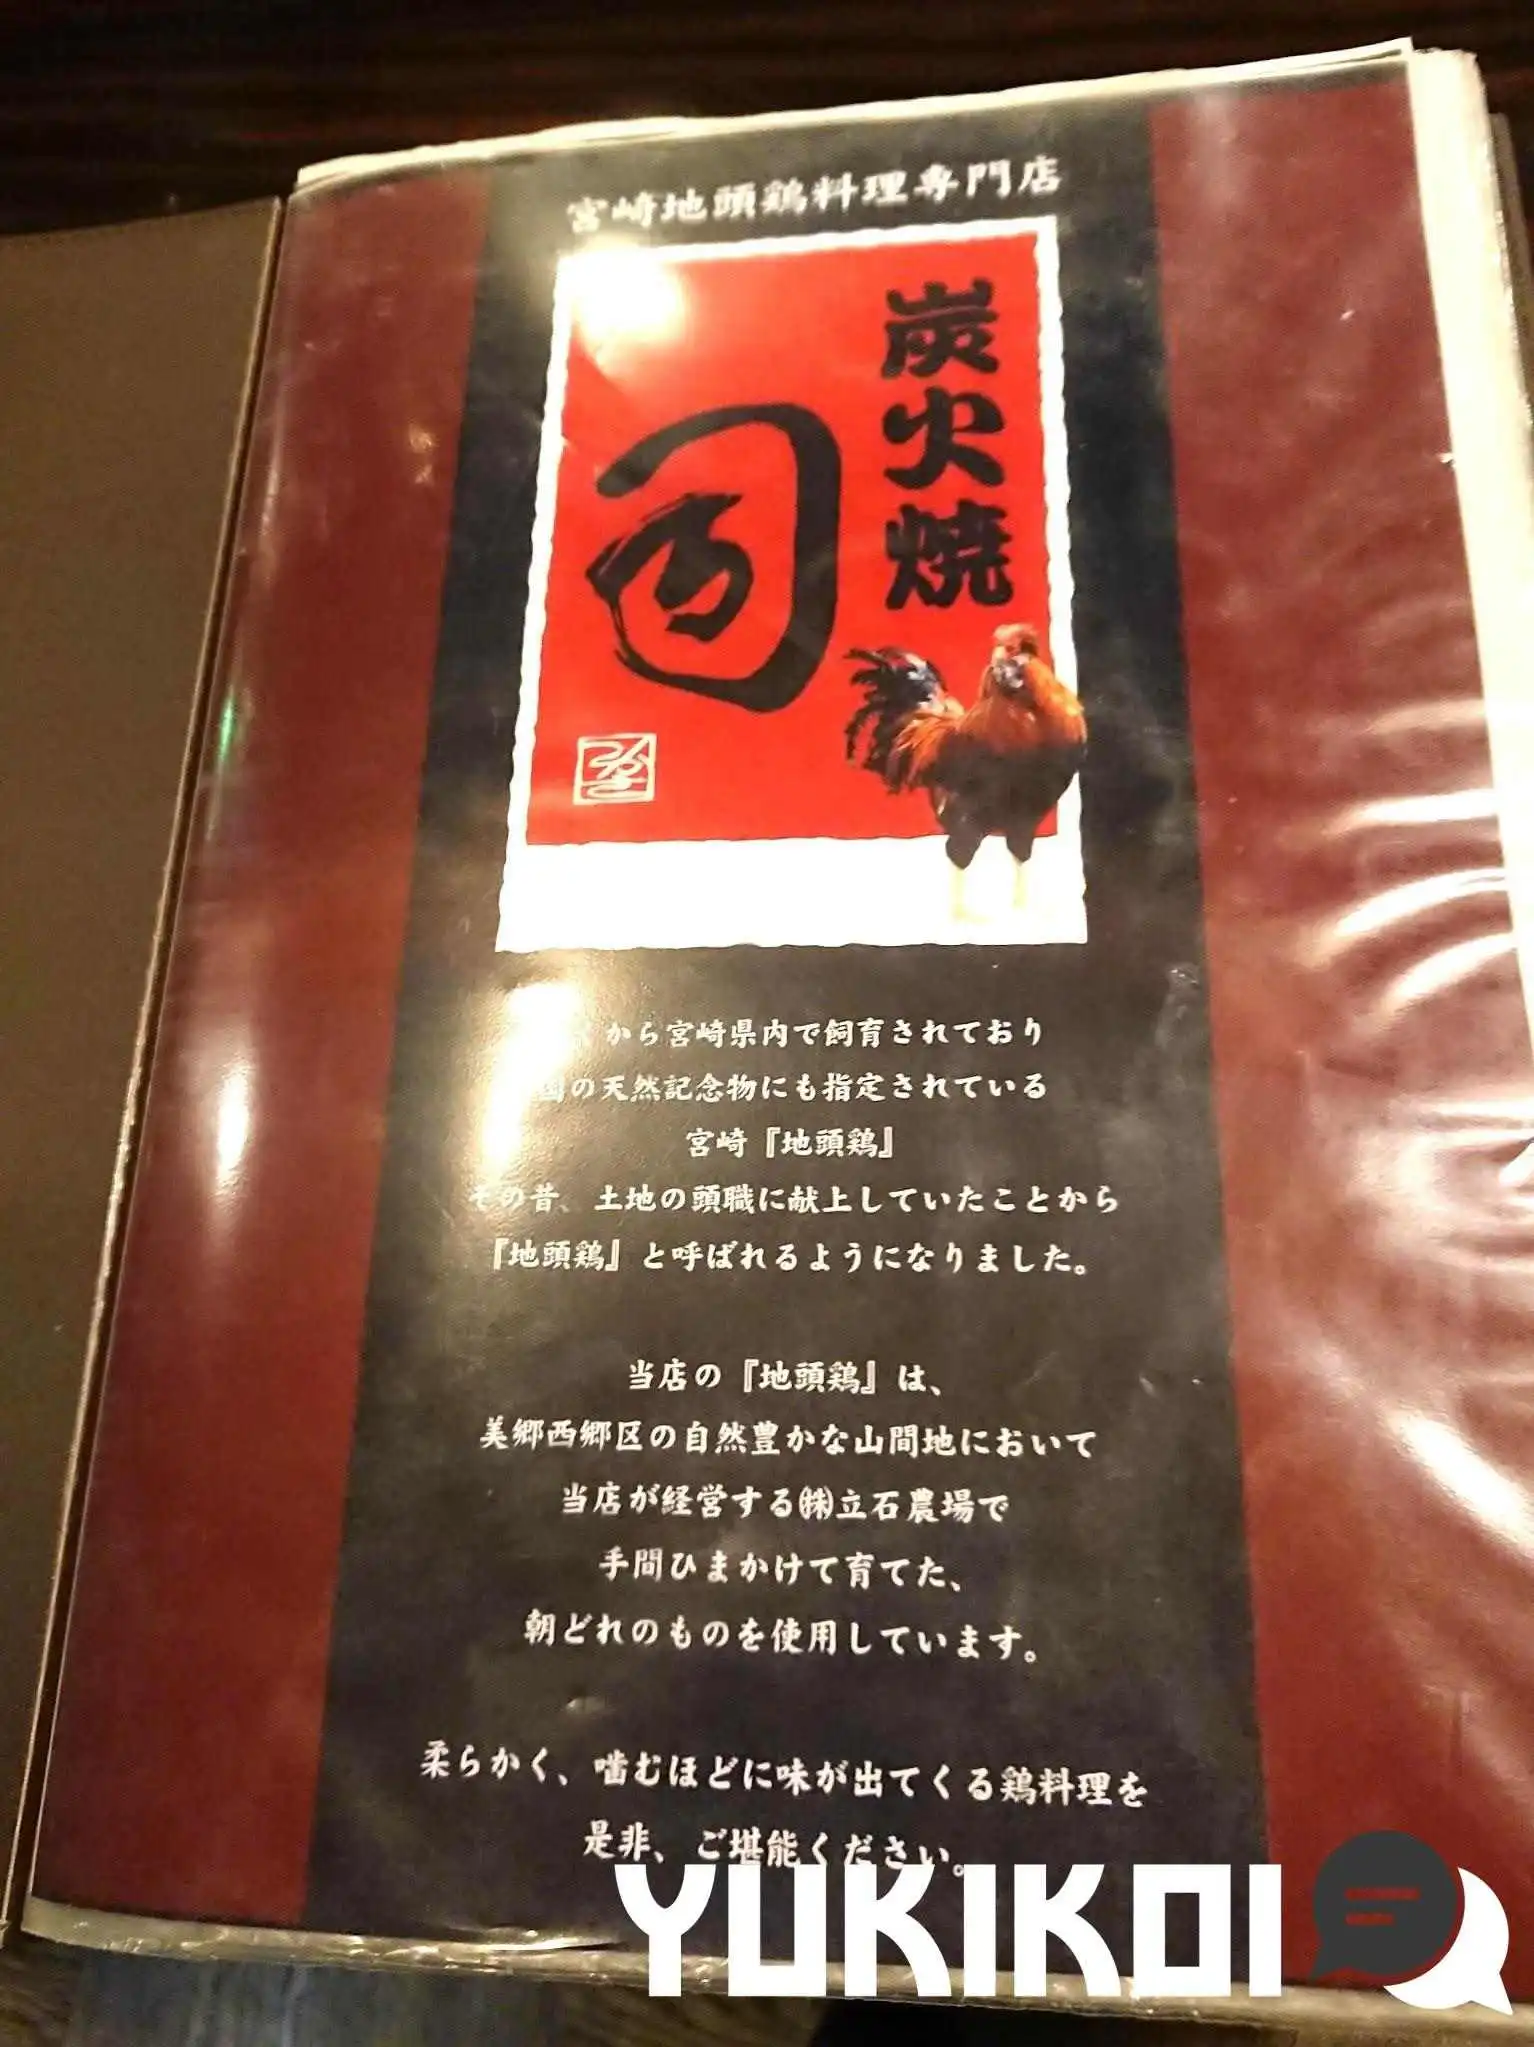 宮崎地頭鶏料理専門店
炭火焼
司
つかさ
から宮崎県内で飼育されており
国の天然記念物にも指定されている
宮崎『地頭鶏』
その昔、土地の頭職に献上していたことから
『地頭鶏』と呼ばれるようになりました。
当店の『地頭鶏』は、
美郷西郷区の自然豊かな山間地において
当店が経営する㈱立石農場で
手間ひまかけて育てた、
朝どれのものを使用しています。
柔らかく、噛むほどに味が出てくる鶏料理を
是非、ご堪能ください。
YUKIKOI